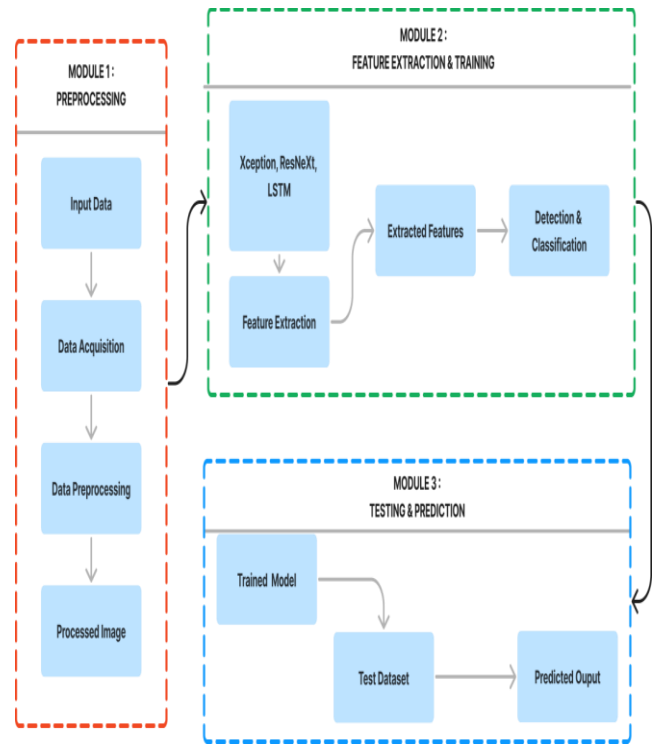 MODULE 1 :
PREPROCESSING
Input Data
Data Acquisition
Data Preprocessing
Processed Image
MODULE 2 :
FEATURE EXTRACTION & TRAINING
Xception, ResNeXt,
LSTM
Feature Extraction
Extracted Features
Detection &
Classification
MODULE 3 :
TESTING & PREDICTION
Trained Model
Test Dataset
Predicted Ouput